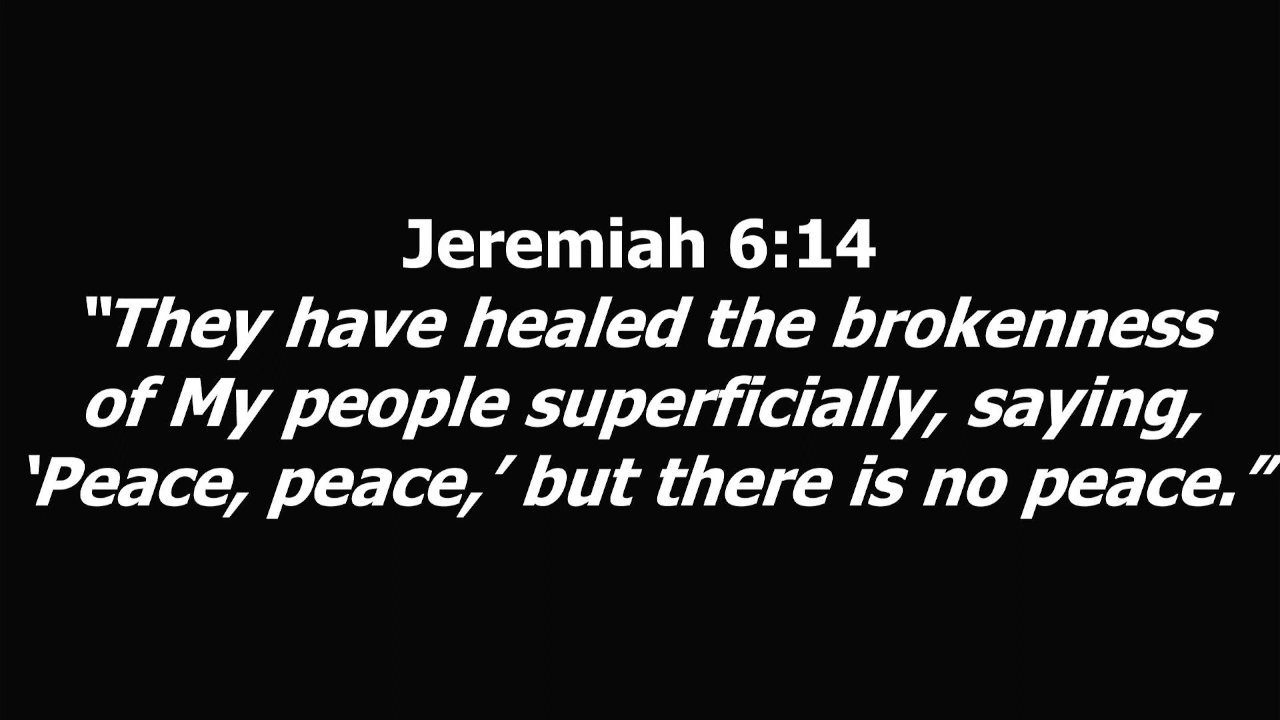 Jeremiah 6:14
“They have healed the brokenness
of My people superficially, saying,
‘Peace, peace,’ but there is no peace.”